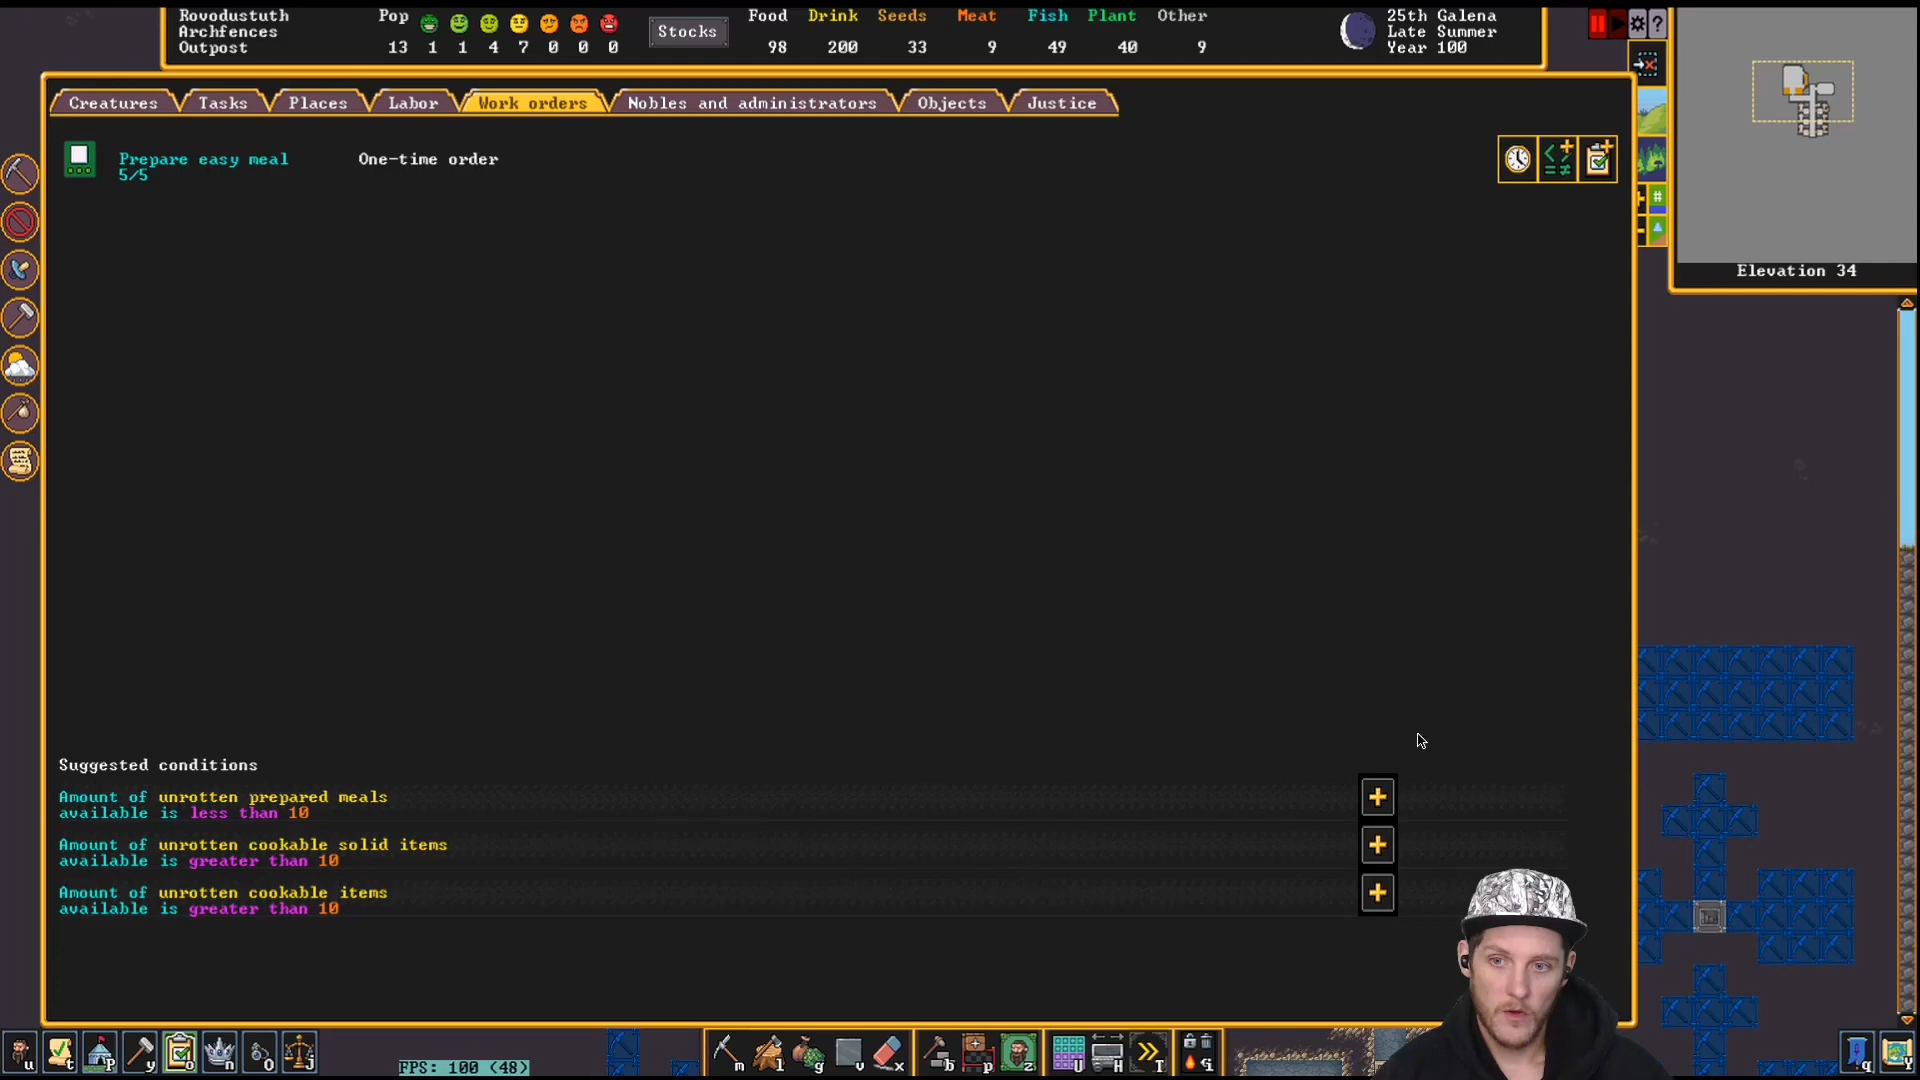 Rovodustuth
Archfences
Outpost
Pop
13 1 1 4 7 0 0 0
Stocks
Food Drink Seeds Meat Fish Plant Other
98 200 33 9 49 40 9
25th Galena
Late Summer
Year 100
?
Creatures Tasks Places Labor Work orders Nobles and administrators Objects Justice
Prepare easy meal One-time order
5/5
Elevation 34
Suggested conditions
Amount of unrotten prepared meals
available is less than 10
Amount of unrotten cookable solid items
available is greater than 10
Amount of unrotten cookable items
available is greater than 10
u t P y o n O J
FPS: 100 (48)
m l g v x b p z U H T G i
q Y